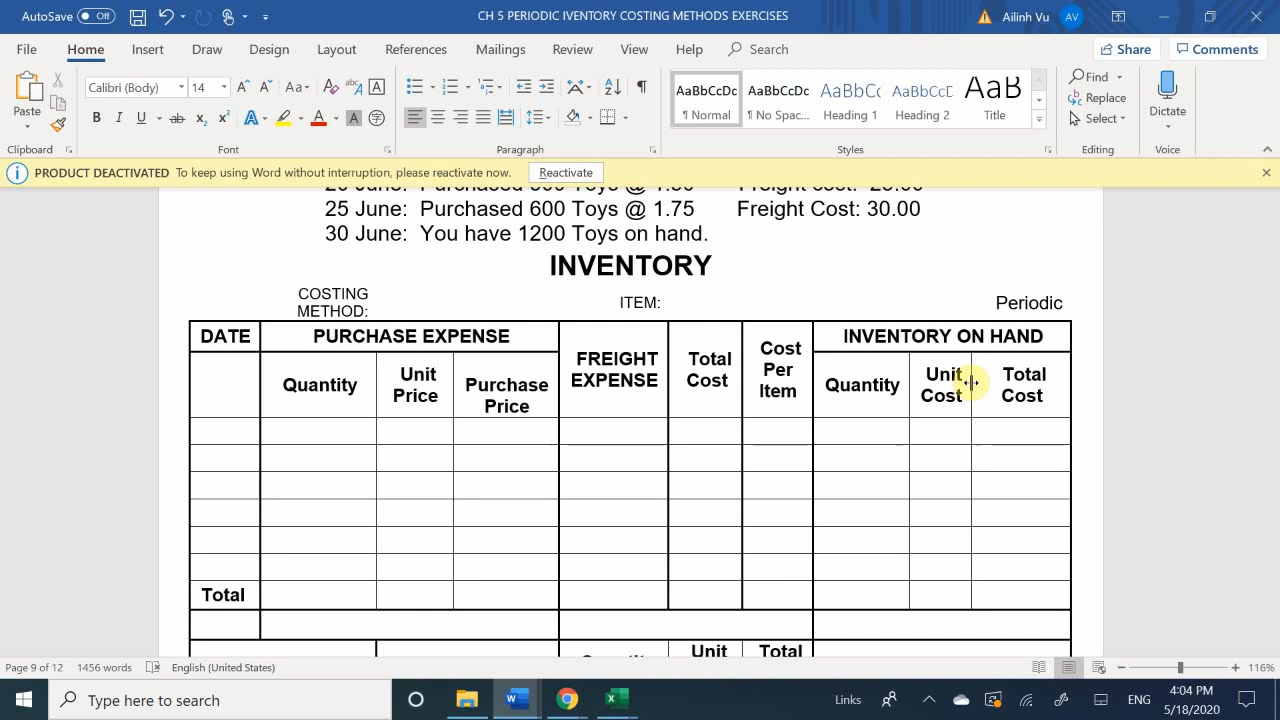 AutoSave Off
CH 5 PERIODIC IVENTORY COSTING METHODS EXERCISES
Ailinh Vu AV
File Home Insert Draw Design Layout References Mailings Review View Help Search
Share Comments
Paste
Calibri (Body) 14
AaBbCcDc AaBbCcDc AaBbCc AaBbCcD AaB
¶ Normal ¶ No Spac... Heading 1 Heading 2 Title
Find
Replace
Select
Dictate
Clipboard Font Paragraph Styles Editing Voice
PRODUCT DEACTIVATED To keep using Word without interruption, please reactivate now. Reactivate
25 June: Purchased 600 Toys @ 1.75 Freight Cost: 30.00
30 June: You have 1200 Toys on hand.
INVENTORY
COSTING
METHOD:
ITEM:
Periodic
DATE PURCHASE EXPENSE FREIGHT EXPENSE Total Cost Cost Per Item INVENTORY ON HAND
Quantity Unit Price Purchase Price Quantity Unit Cost Total Cost
Total
Unit Total
Page 9 of 12 1456 words English (United States) 116%
Type here to search
Links ENG 4:04 PM
5/18/2020